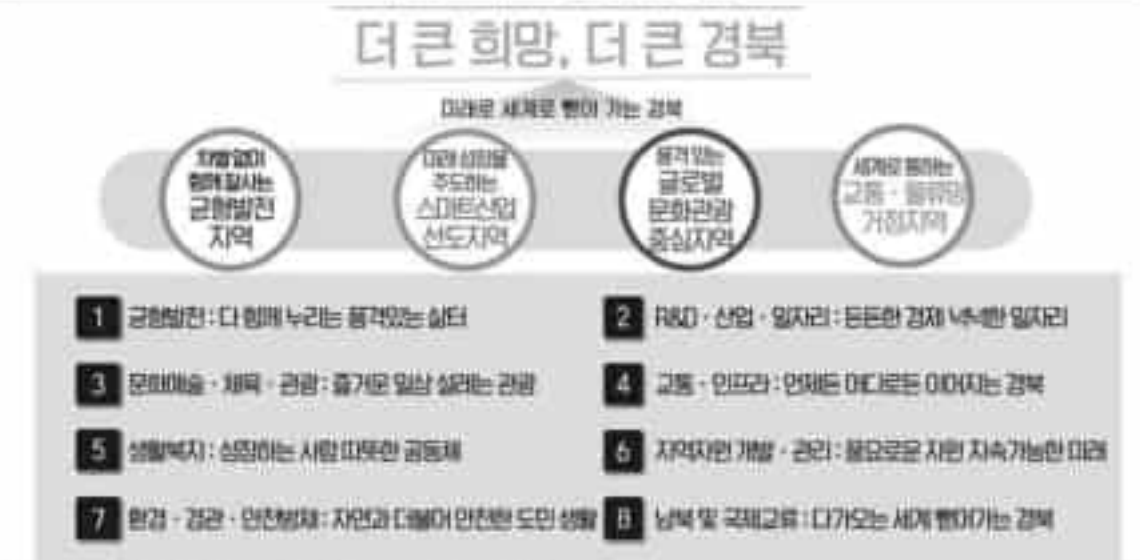 더 큰 희망, 더 큰 경북
미래로 세계로 뻗어 가는 경북
차별 없이
함께 잘사는
균형발전
지역
미래 성장을
주도하는
스마트산업
선도지역
품격 있는
글로벌
문화관광
중심지역
세계로 통하는
교통·물류망
거점지역
1 균형발전 : 다 함께 누리는 품격있는 삶터
2 R&D · 산업 · 일자리 : 든든한 경제 넉넉한 일자리
3 문화예술 · 체육 · 관광 : 즐거운 일상 설레는 관광
4 교통 · 인프라 : 언제든 어디로든 이어지는 경북
5 생활복지 : 성장하는 사람 따뜻한 공동체
6 지역자원 개발 · 관리 : 풍요로운 자원 지속가능한 미래
7 환경 · 경관 · 안전방재 : 자연과 더불어 안전한 도민 생활
8 남북 및 국제교류 : 다가오는 세계 뻗어가는 경북